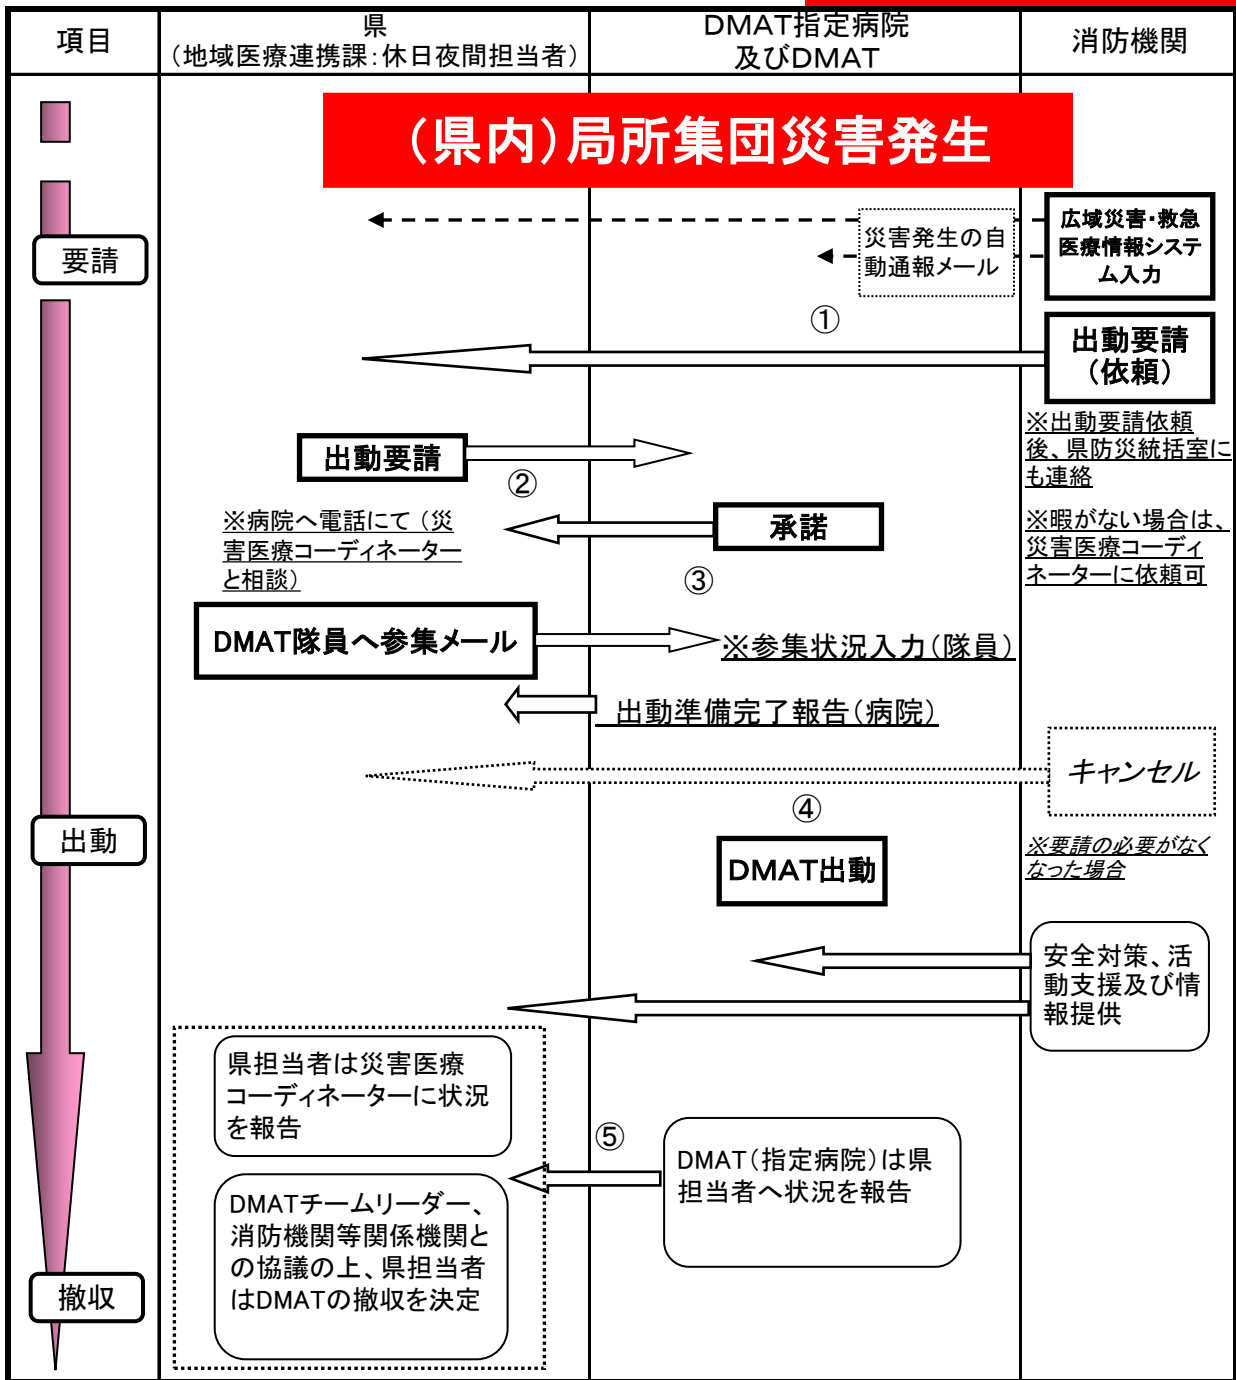 項目
県
(地域医療連携課:休日夜間担当者)
DMAT指定病院
及びDMAT
消防機関
(県内)局所集団災害発生
要請
災害発生の自
動通報メール
広域災害・救急
医療情報システ
ム入力
①
出動要請
(依頼)
※出動要請依頼
後、県防災統括室に
も連絡
出動要請
②
※病院へ電話にて(災
害医療コーディネーター
と相談)
承諾
③
※暇がない場合は、
災害医療コーディ
ネーターに依頼可
DMAT隊員へ参集メール
※参集状況入力(隊員)
出動準備完了報告(病院)
キャンセル
④
出動
DMAT出動
※要請の必要がなく
なった場合
安全対策、活
動支援及び情
報提供
県担当者は災害医療
コーディネーターに状況
を報告
⑤
DMAT(指定病院)は県
担当者へ状況を報告
DMATチームリーダー、
消防機関等関係機関と
の協議の上、県担当者
はDMATの撤収を決定
撤収